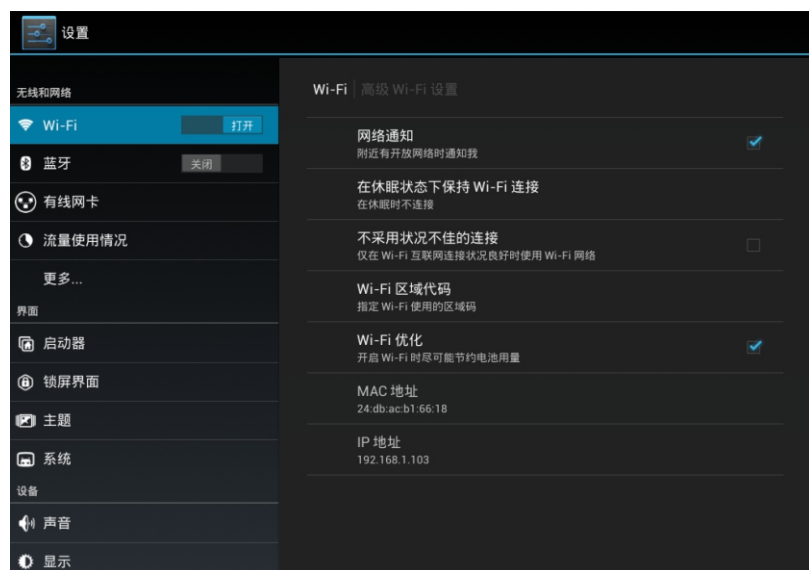 设置
无线和网络
Wi-Fi
打开
蓝牙
关闭
有线网卡
流量使用情况
更多...
界面
启动器
锁屏界面
主题
系统
设备
声音
显示
Wi-Fi 高级 Wi-Fi 设置
网络通知
附近有开放网络时通知我
在休眠状态下保持 Wi-Fi 连接
在休眠时不连接
不采用状况不佳的连接
仅在 Wi-Fi 互联网连接状况良好时使用 Wi-Fi 网络
Wi-Fi 区域代码
指定 Wi-Fi 使用的区域码
Wi-Fi 优化
开启 Wi-Fi 时尽可能节约电池用量
MAC 地址
24:db:ac:b1:66:18
IP 地址
192.168.1.103